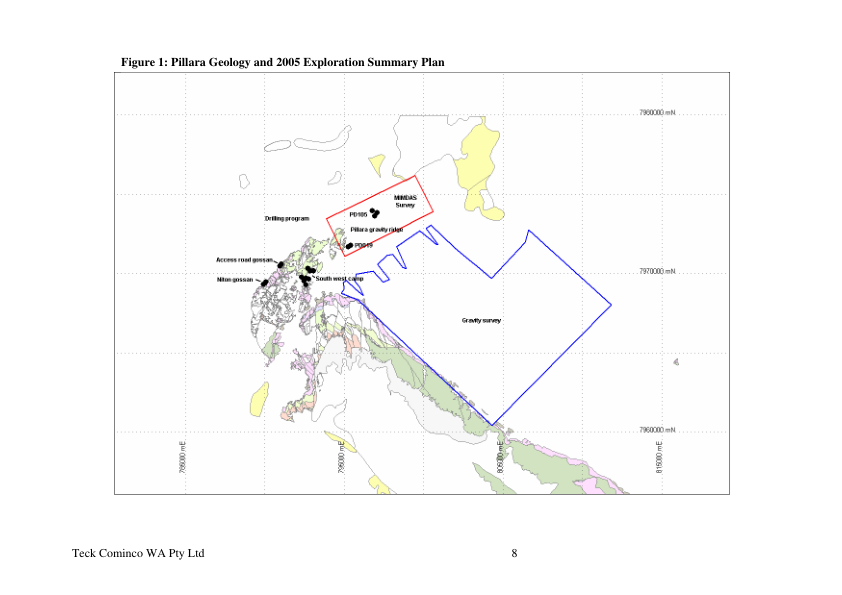 Figure 1: Pillara Geology and 2005 Exploration Summary Plan
7980000 mN
MIMDAS
Survey
PD105
Drilling program
Pillara gravity ridge
Access road gossan
7970000 mN
Nilon gossan
South west camp
Gravity survey
7960000 mN
785000 mE
795000 mE
805000 mE
815000 mE
Teck Cominco WA Pty Ltd
8